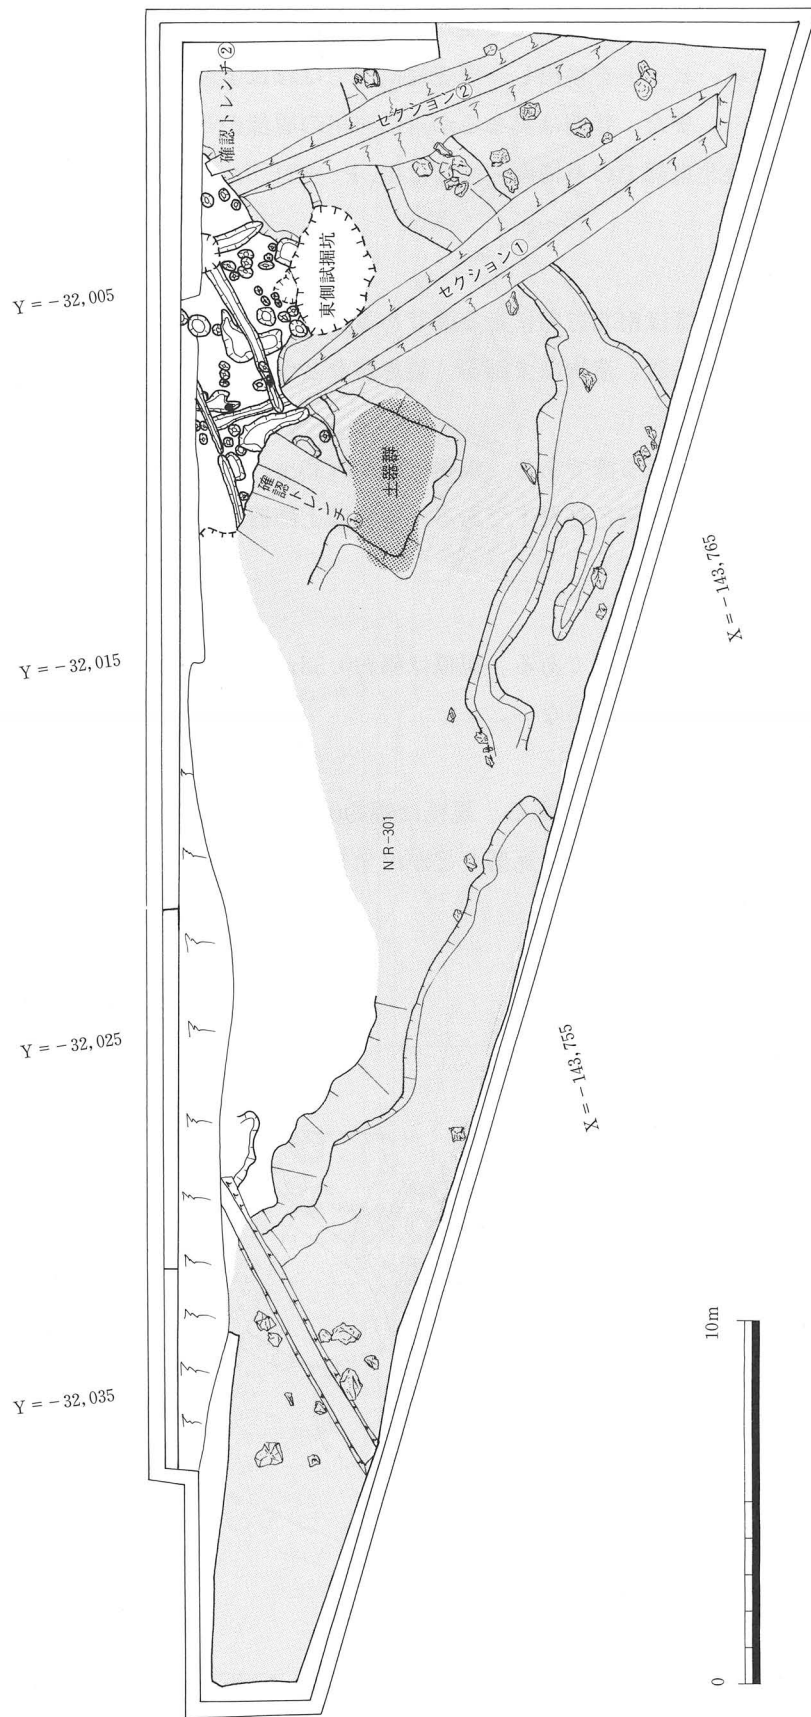 確認トレンチ②
セクション②
東側試掘坑
セクション①
Y=-32,005
土器群
確認トレンチ①
X=-143,765
Y=-32,015
NR-301
Y=-32,025
X=-143,755
Y=-32,035
10m
0